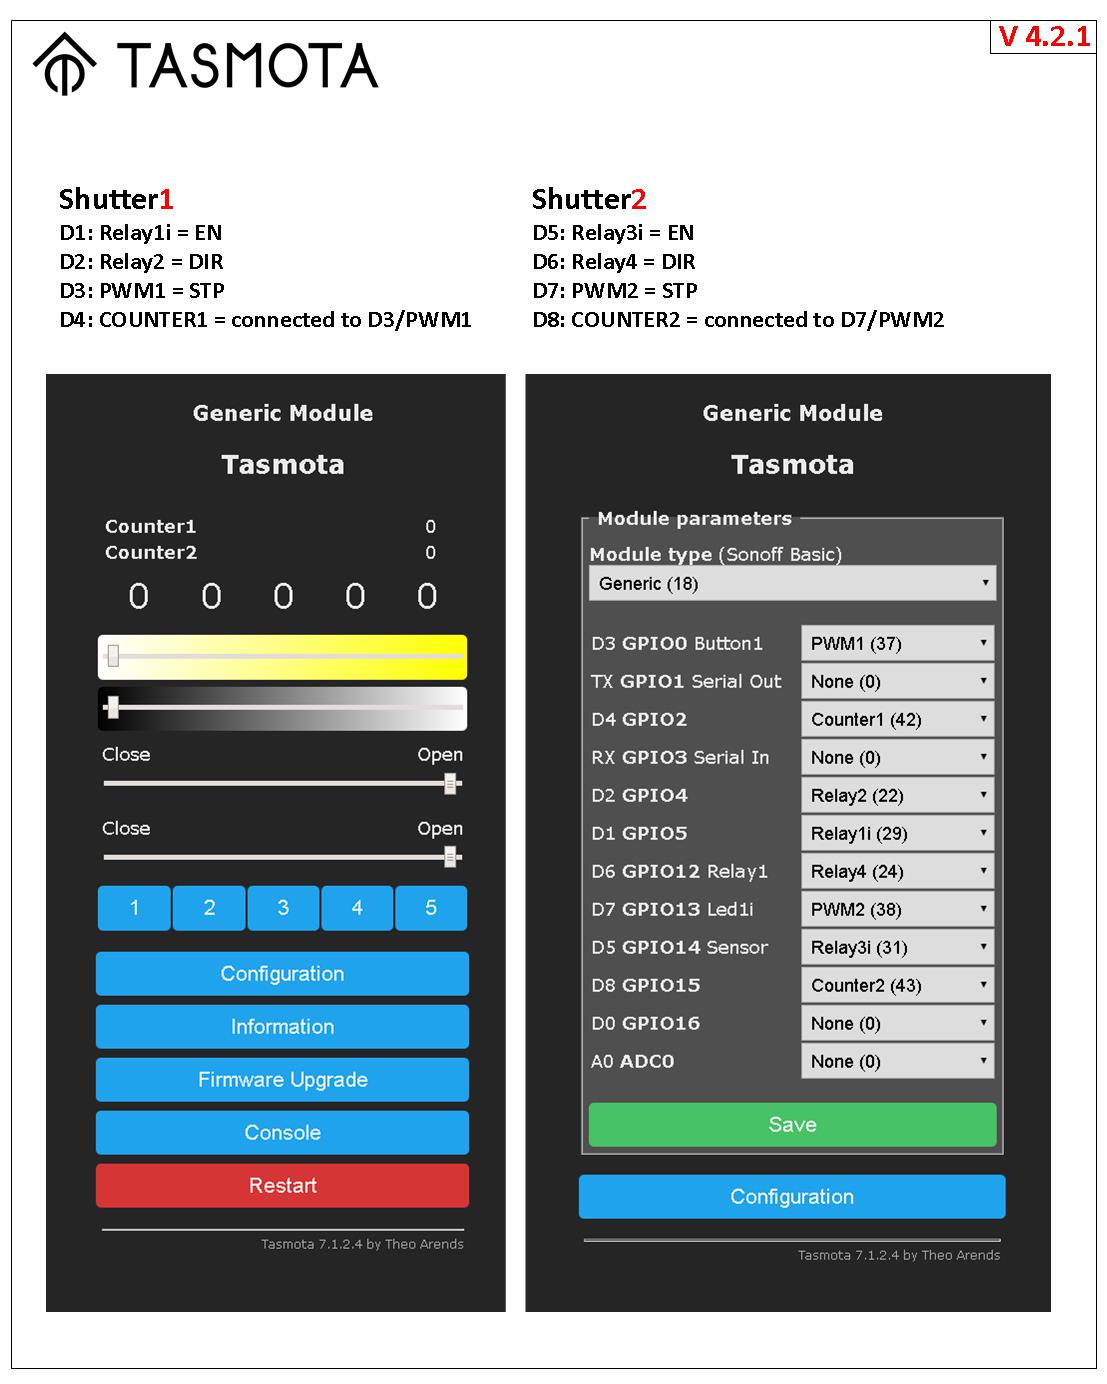 TASMOTA
V 4.2.1
Shutter1
D1: Relay1i = EN
D2: Relay2 = DIR
D3: PWM1 = STP
D4: COUNTER1 = connected to D3/PWM1
Shutter2
D5: Relay3i = EN
D6: Relay4 = DIR
D7: PWM2 = STP
D8: COUNTER2 = connected to D7/PWM2
Generic Module
Tasmota
Counter1 0
Counter2 0
0 0 0 0 0
Close Open
Close Open
1 2 3 4 5
Configuration
Information
Firmware Upgrade
Console
Restart
Tasmota 7.1.2.4 by Theo Arends
Generic Module
Tasmota
Module parameters
Module type (Sonoff Basic)
Generic (18)
D3 GPIO0 Button1 PWM1 (37)
TX GPIO1 Serial Out None (0)
D4 GPIO2 Counter1 (42)
RX GPIO3 Serial In None (0)
D2 GPIO4 Relay2 (22)
D1 GPIO5 Relay1i (29)
D6 GPIO12 Relay1 Relay4 (24)
D7 GPIO13 Led1i PWM2 (38)
D5 GPIO14 Sensor Relay3i (31)
D8 GPIO15 Counter2 (43)
D0 GPIO16 None (0)
A0 ADC0 None (0)
Save
Configuration
Tasmota 7.1.2.4 by Theo Arends